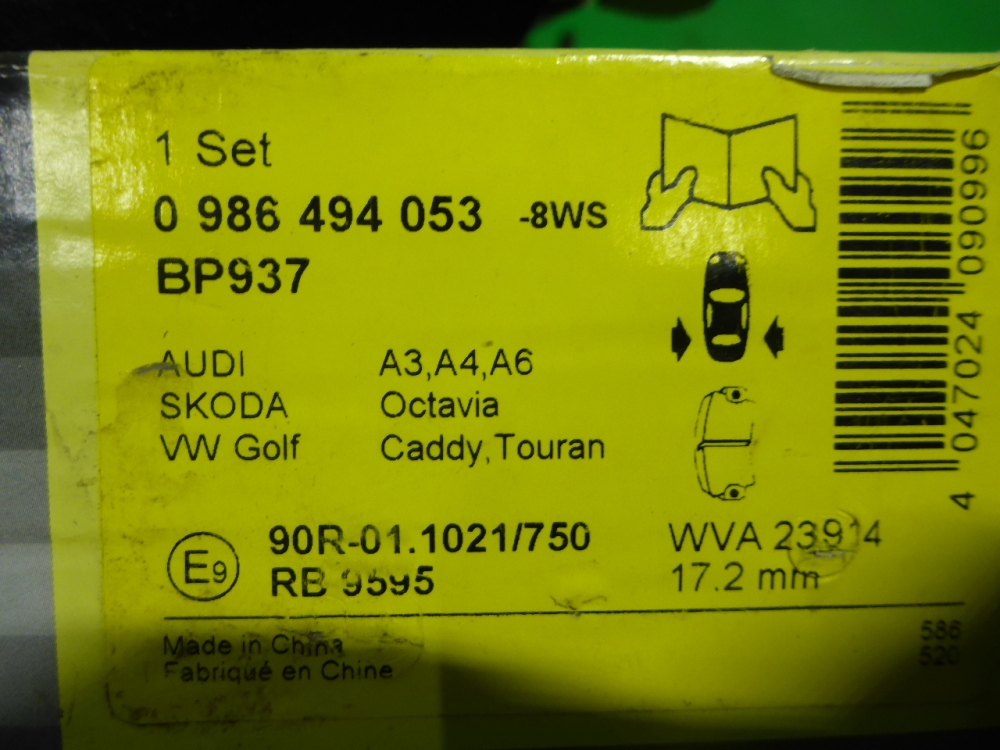 1 Set
0 986 494 053 -8WS
BP937
AUDI A3,A4,A6
SKODA Octavia
VW Golf Caddy,Touran
E9
90R-01.1021/750
RB 9595
WVA 23914
17.2 mm
Made in China
Fabriqué en Chine
586
520
4 047024 090996